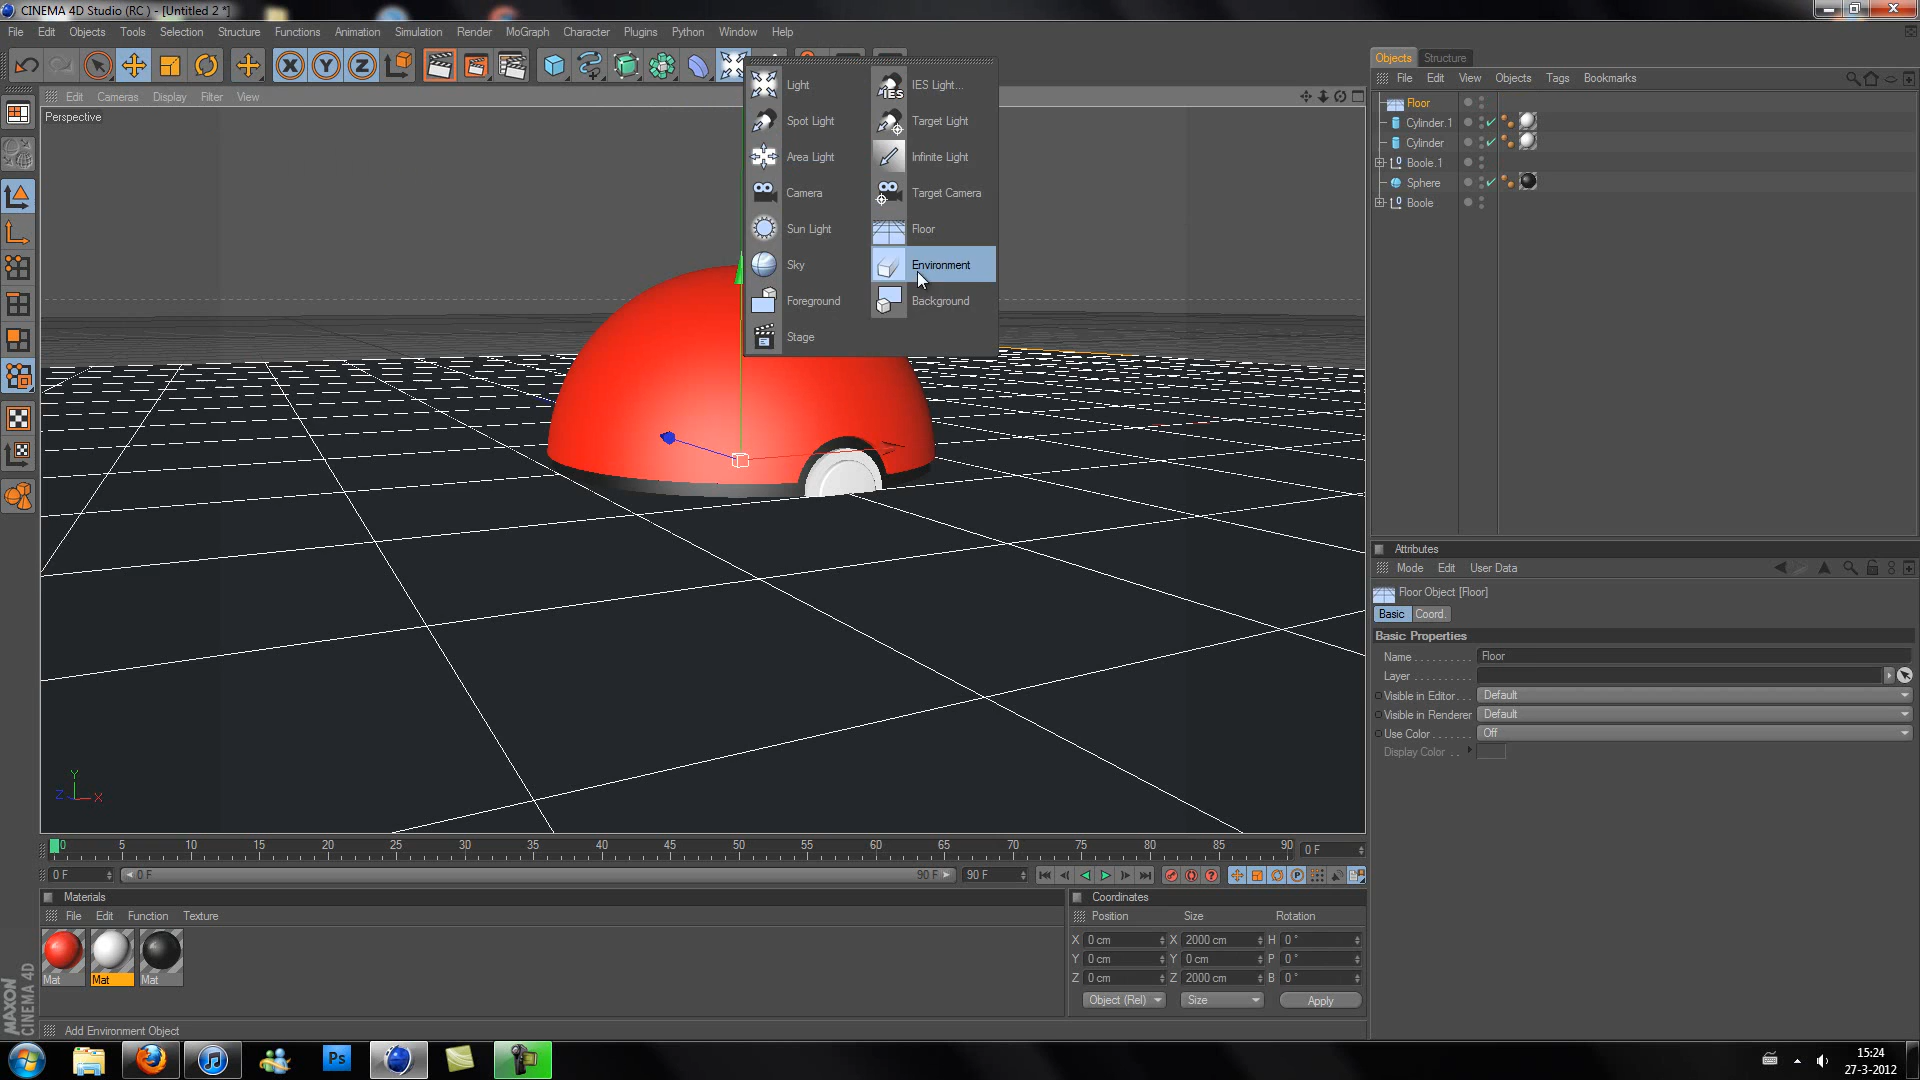 CINEMA 4D Studio (RC ) - [Untitled 2 *]
File Edit Objects Tools Selection Structure Functions Animation Simulation Render MoGraph Character Plugins Python Window Help
Objects Structure
File Edit View Objects Tags Bookmarks
Edit Cameras Display Filter View
Perspective
Light IES Light...
Spot Light Target Light
Area Light Infinite Light
Camera Target Camera
Sun Light Floor
Sky Environment
Foreground Background
Stage
IES
Floor
Cylinder.1
Cylinder
Boole.1
Sphere
Boole
Attributes
Mode Edit User Data
Floor Object [Floor]
Basic Coord.
Basic Properties
Name . . . . . . . . . . Floor
Layer . . . . . . . . . .
Visible in Editor . . . Default
Visible in Renderer Default
Use Color . . . . . . . Off
Display Color . .
Y
Z X
0 5 10 15 20 25 30 35 40 45 50 55 60 65 70 75 80 85 90 0 F
0 F 0 F 90 F 90 F
Materials
File Edit Function Texture
Mat Mat Mat
Coordinates
Position Size Rotation
X 0 cm X 2000 cm H 0 °
Y 0 cm Y 0 cm P 0 °
Z 0 cm Z 2000 cm B 0 °
Object (Rel) Size Apply
MAXON
CINEMA 4D
Add Environment Object
Ps
15:24
27-3-2012